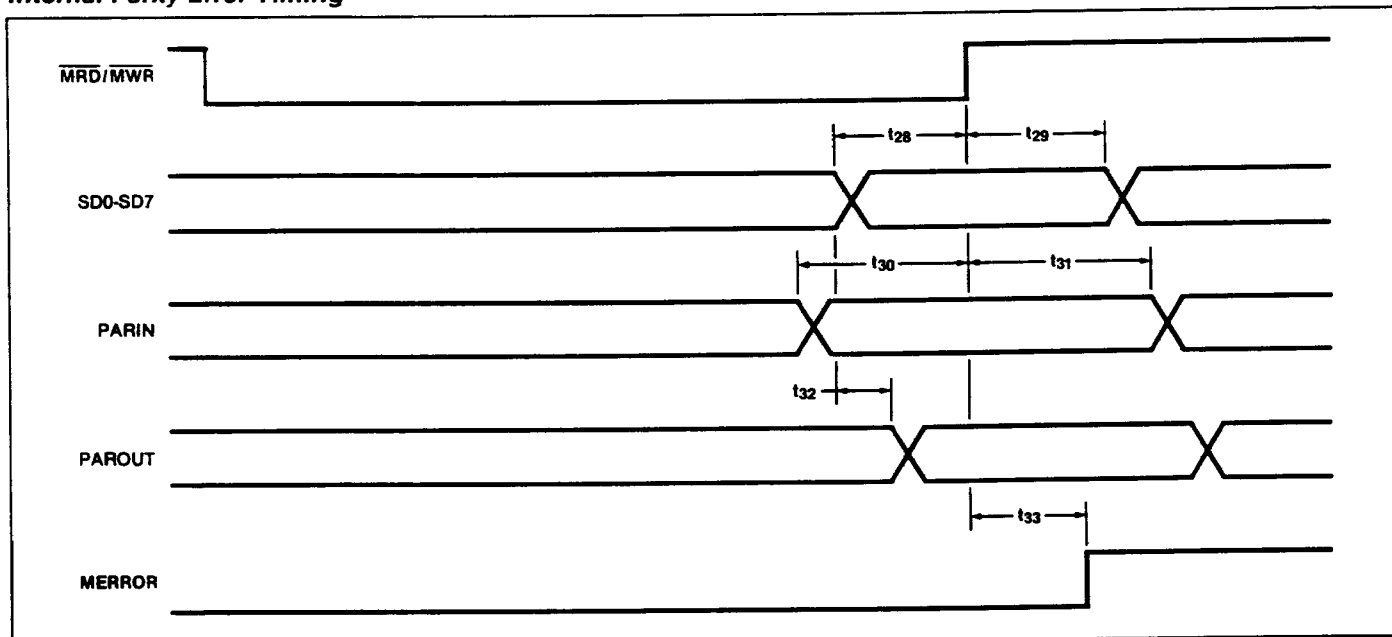 Internal Parity Error Timing
MRD/MWR
t28
t29
SD0-SD7
t30
t31
PARIN
t32
PAROUT
t33
MERROR